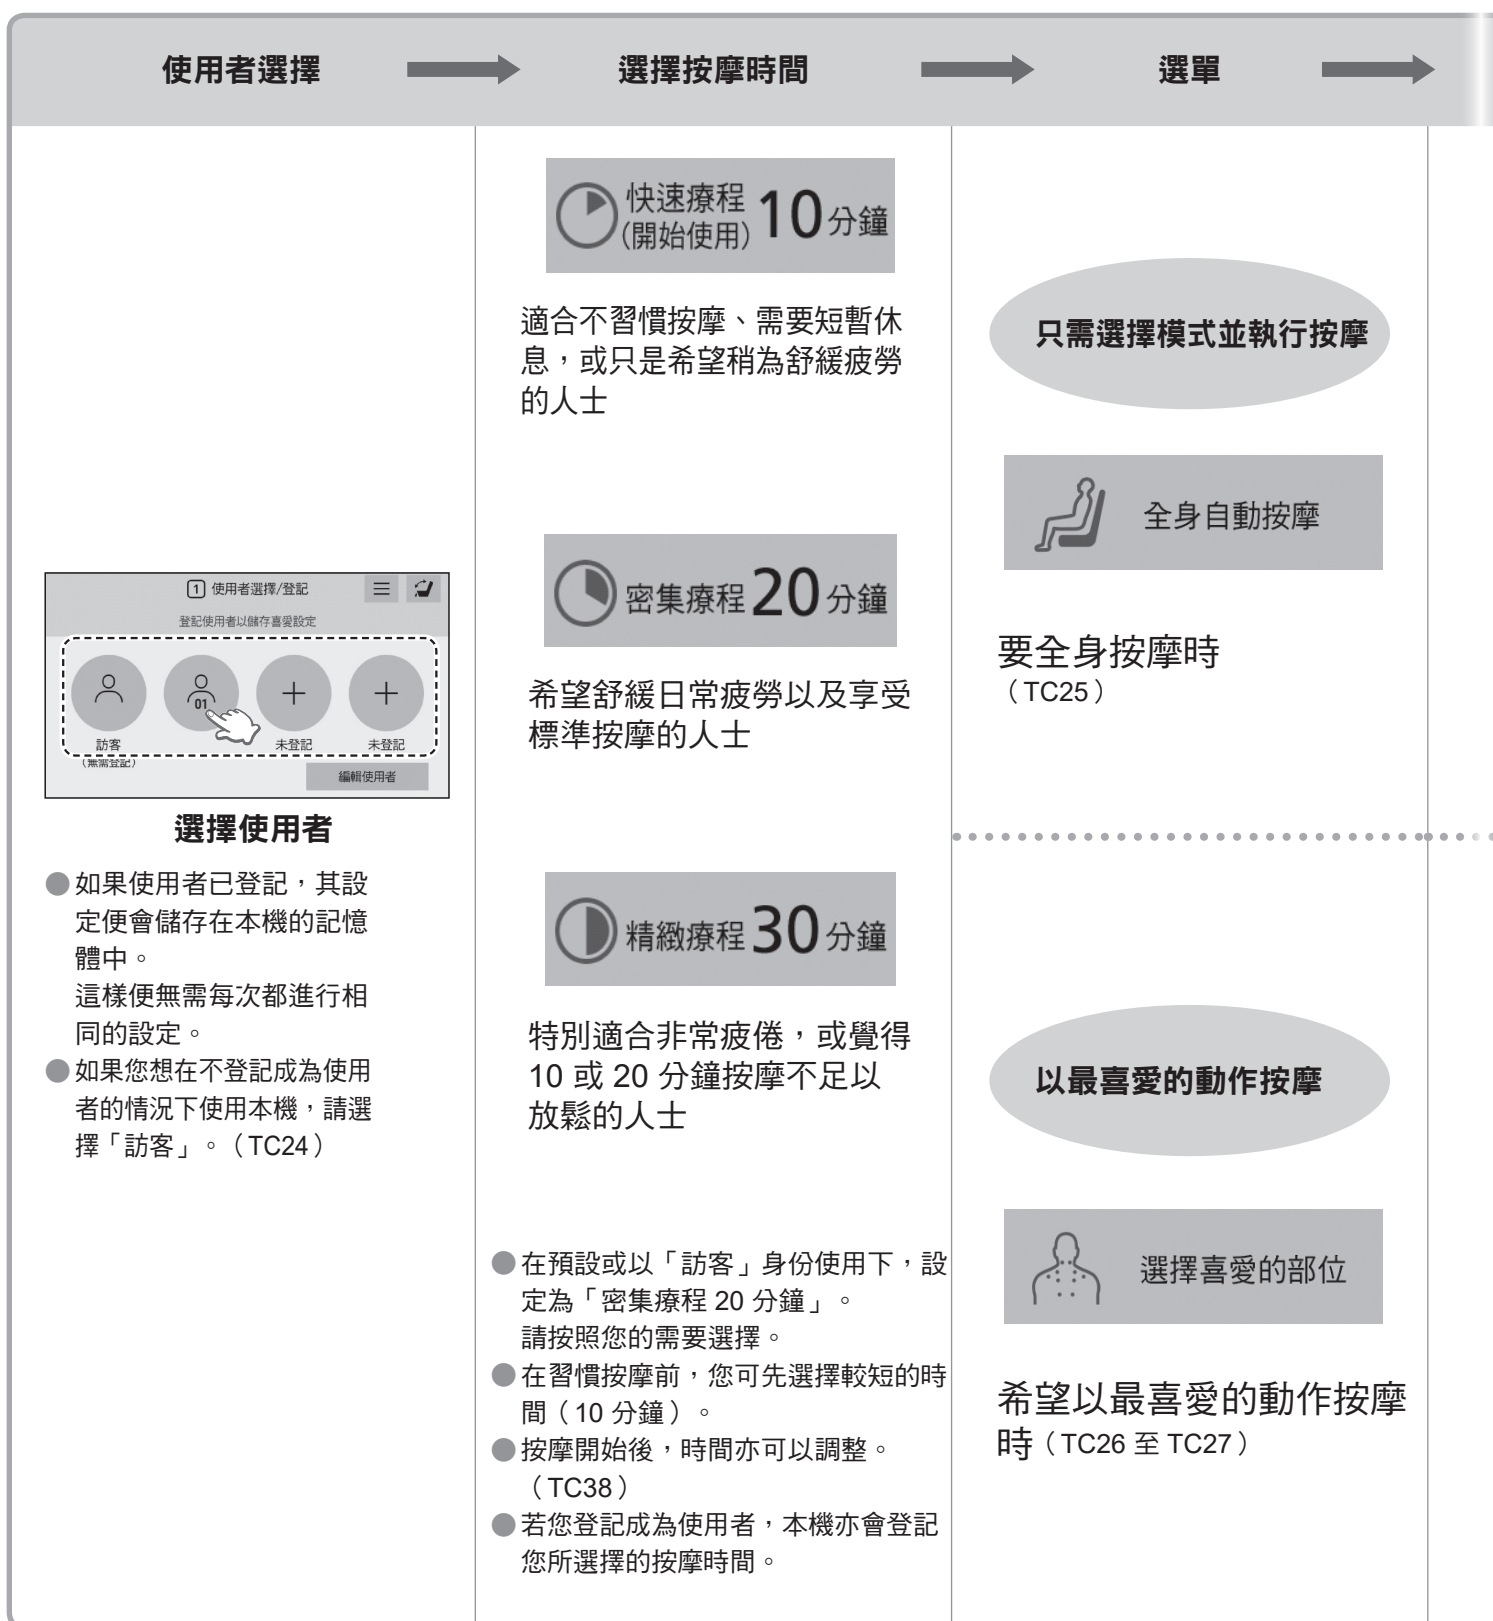 使用者選擇
選擇按摩時間
選單
1 使用者選擇/登記
登記使用者以儲存喜愛設定
01
訪客
未登記
未登記
(無需登記)
編輯使用者
選擇使用者
●如果使用者已登記，其設
定便會儲存在本機的記憶
體中。
這樣便無需每次都進行相
同的設定。
●如果您想在不登記成為使用
者的情況下使用本機，請選
擇「訪客」。（TC24）
快速療程
(開始使用)
10分鐘
適合不習慣按摩、需要短暫休
息，或只是希望稍為舒緩疲勞
的人士
密集療程 20分鐘
希望舒緩日常疲勞以及享受
標準按摩的人士
精緻療程 30分鐘
特別適合非常疲倦，或覺得
10 或 20 分鐘按摩不足以
放鬆的人士
●在預設或以「訪客」身份使用下，設
定為「密集療程 20 分鐘」。
請按照您的需要選擇。
●在習慣按摩前，您可先選擇較短的時
間（10 分鐘）。
●按摩開始後，時間亦可以調整。
（TC38）
●若您登記成為使用者，本機亦會登記
您所選擇的按摩時間。
只需選擇模式並執行按摩
全身自動按摩
要全身按摩時
（TC25）
以最喜愛的動作按摩
選擇喜愛的部位
希望以最喜愛的動作按摩
時（TC26 至 TC27）